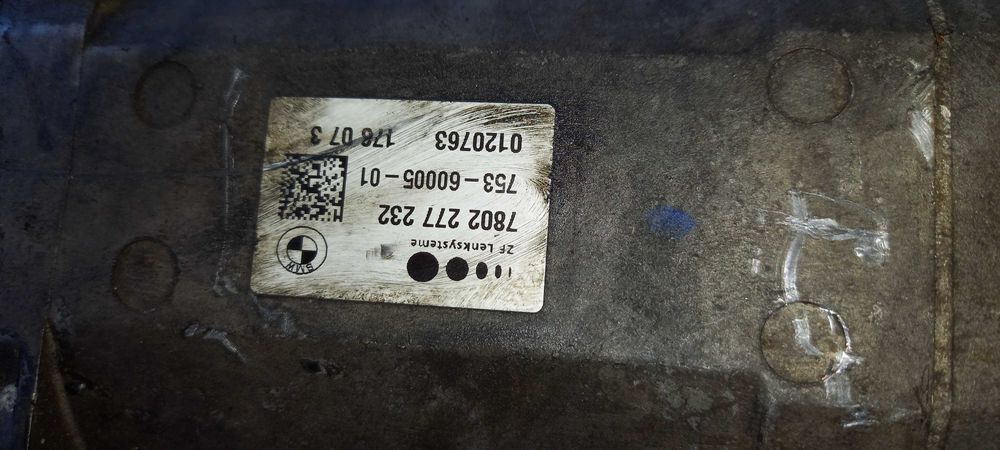 ZF Lenksysteme
BMW
7802 277 232
753-60005-01
0120763 178 07 3